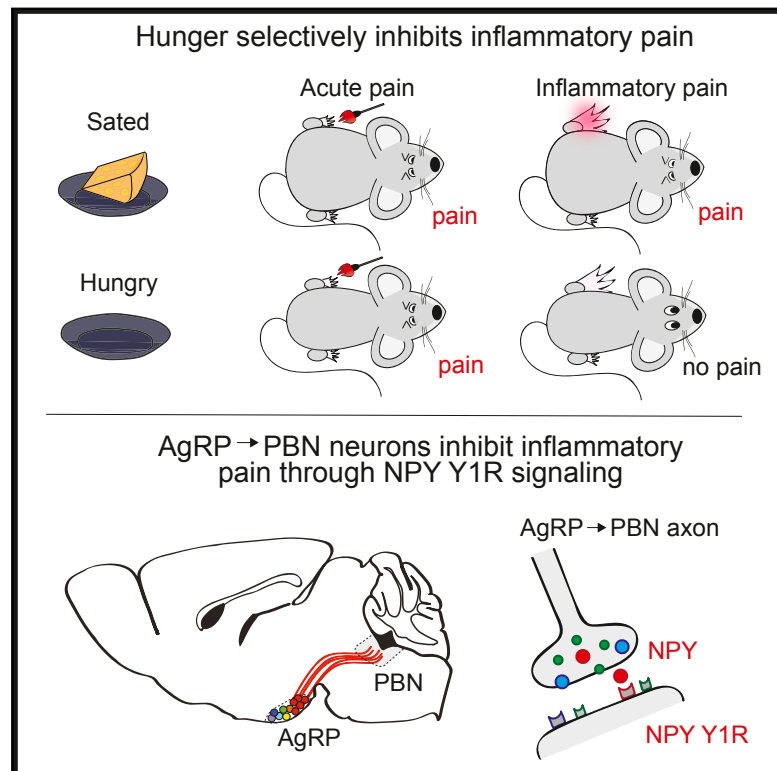 Hunger selectively inhibits inflammatory pain
Acute pain
Inflammatory pain
Sated
pain
pain
Hungry
pain
no pain
AgRP → PBN neurons inhibit inflammatory
pain through NPY Y1R signaling
AgRP → PBN axon
NPY
PBN
AgRP
NPY Y1R